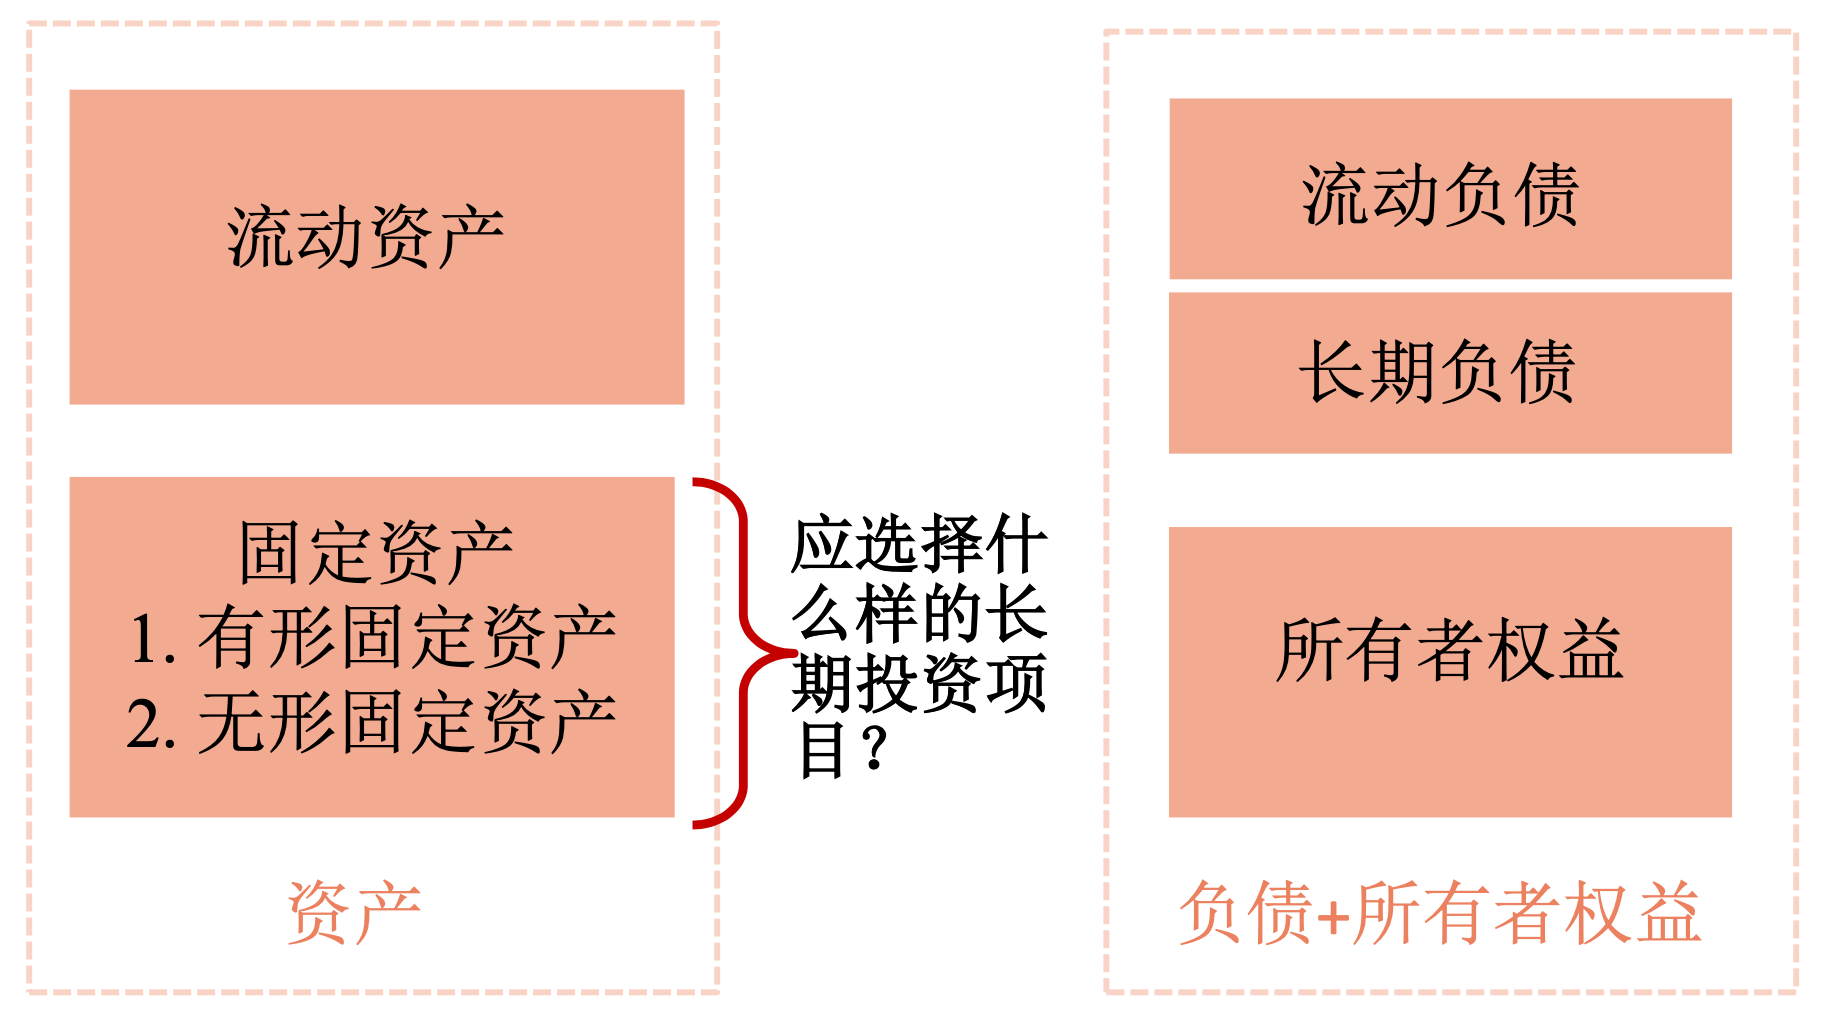 流动资产
固定资产
1. 有形固定资产
2. 无形固定资产
资产
应选择什
么样的长
期投资项
目？
流动负债
长期负债
所有者权益
负债+所有者权益